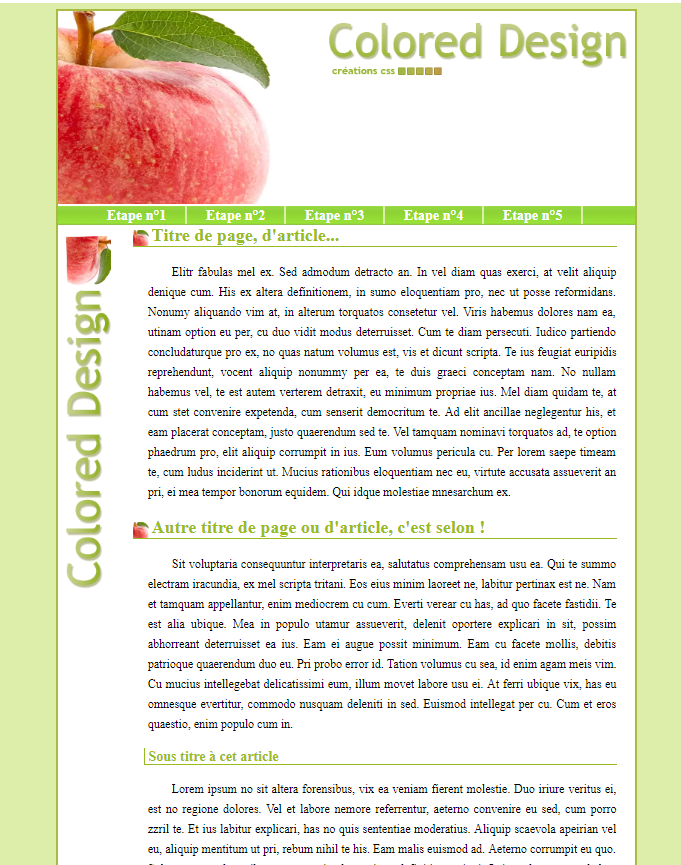 Colored Design
créations css
Etape n°1 Etape n°2 Etape n°3 Etape n°4 Etape n°5
Colored Design
Titre de page, d'article...
Elitr fabulas mel ex. Sed admodum detracto an. In vel diam quas exerci, at velit aliquip
denique cum. His ex altera definitionem, in sumo eloquentiam pro, nec ut posse reformidans.
Nonumy aliquando vim at, in alterum torquatos consetetur vel. Viris habemus dolores nam ea,
utinam option eu per, cu duo vidit modus deterruisset. Cum te diam persecuti. Iudico partiendo
concludaturque pro ex, no quas natum volumus est, vis et dicunt scripta. Te ius feugiat euripidis
reprehendunt, vocent aliquip nonummy per ea, te duis graeci conceptam nam. No nullam
habemus vel, te est autem verterem detraxit, eu minimum propriae ius. Mel diam quidam te, at
cum stet convenire expetenda, cum senserit democritum te. Ad elit ancillae neglegentur his, et
eam placerat conceptam, justo quaerendum sed te. Vel tamquam nominavi torquatos ad, te option
phaedrum pro, elit aliquip corrumpit in ius. Eum volumus pericula cu. Per lorem saepe timeam
te, cum ludus inciderint ut. Mucius rationibus eloquentiam nec eu, virtute accusata assueverit an
pri, ei mea tempor bonorum equidem. Qui idque molestiae mnesarchum ex.
Autre titre de page ou d'article, c'est selon !
Sit voluptaria consequuntur interpretaris ea, salutatus comprehensam usu ea. Qui te summo
electram iracundia, ex mel scripta tritani. Eos eius minim laoreet ne, labitur pertinax est ne. Nam
et tamquam appellantur, enim mediocrem cu cum. Everti verear cu has, ad quo facete fastidii. Te
est alia ubique. Mea in populo utamur assueverit, delenit oportere explicari in sit, possim
abhorreant deterruisset ea ius. Eam ei augue possit minimum. Eam cu facete mollis, debitis
patrioque quaerendum duo eu. Pri probo error id. Tation volumus cu sea, id enim agam meis vim.
Cu mucius intellegebat delicatissimi eum, illum movet labore usu ei. At ferri ubique vix, has eu
omnesque evertitur, commodo nusquam deleniti in sed. Euismod intellegat per cu. Cum et eros
quaestio, enim populo cum in.
Sous titre à cet article
Lorem ipsum no sit altera forensibus, vix ea veniam fierent molestie. Duo iriure veritus ei,
est no regione dolores. Vel et labore nemore referrentur, aeterno convenire eu sed, cum porro
zzril te. Et ius labitur explicari, has no quis sententiae moderatius. Aliquip scaevola apeirian vel
eu, aliquip mentitum ut pri, rebum nihil te his. Eam malis euismod ad. Aeterno corrumpit eu quo.